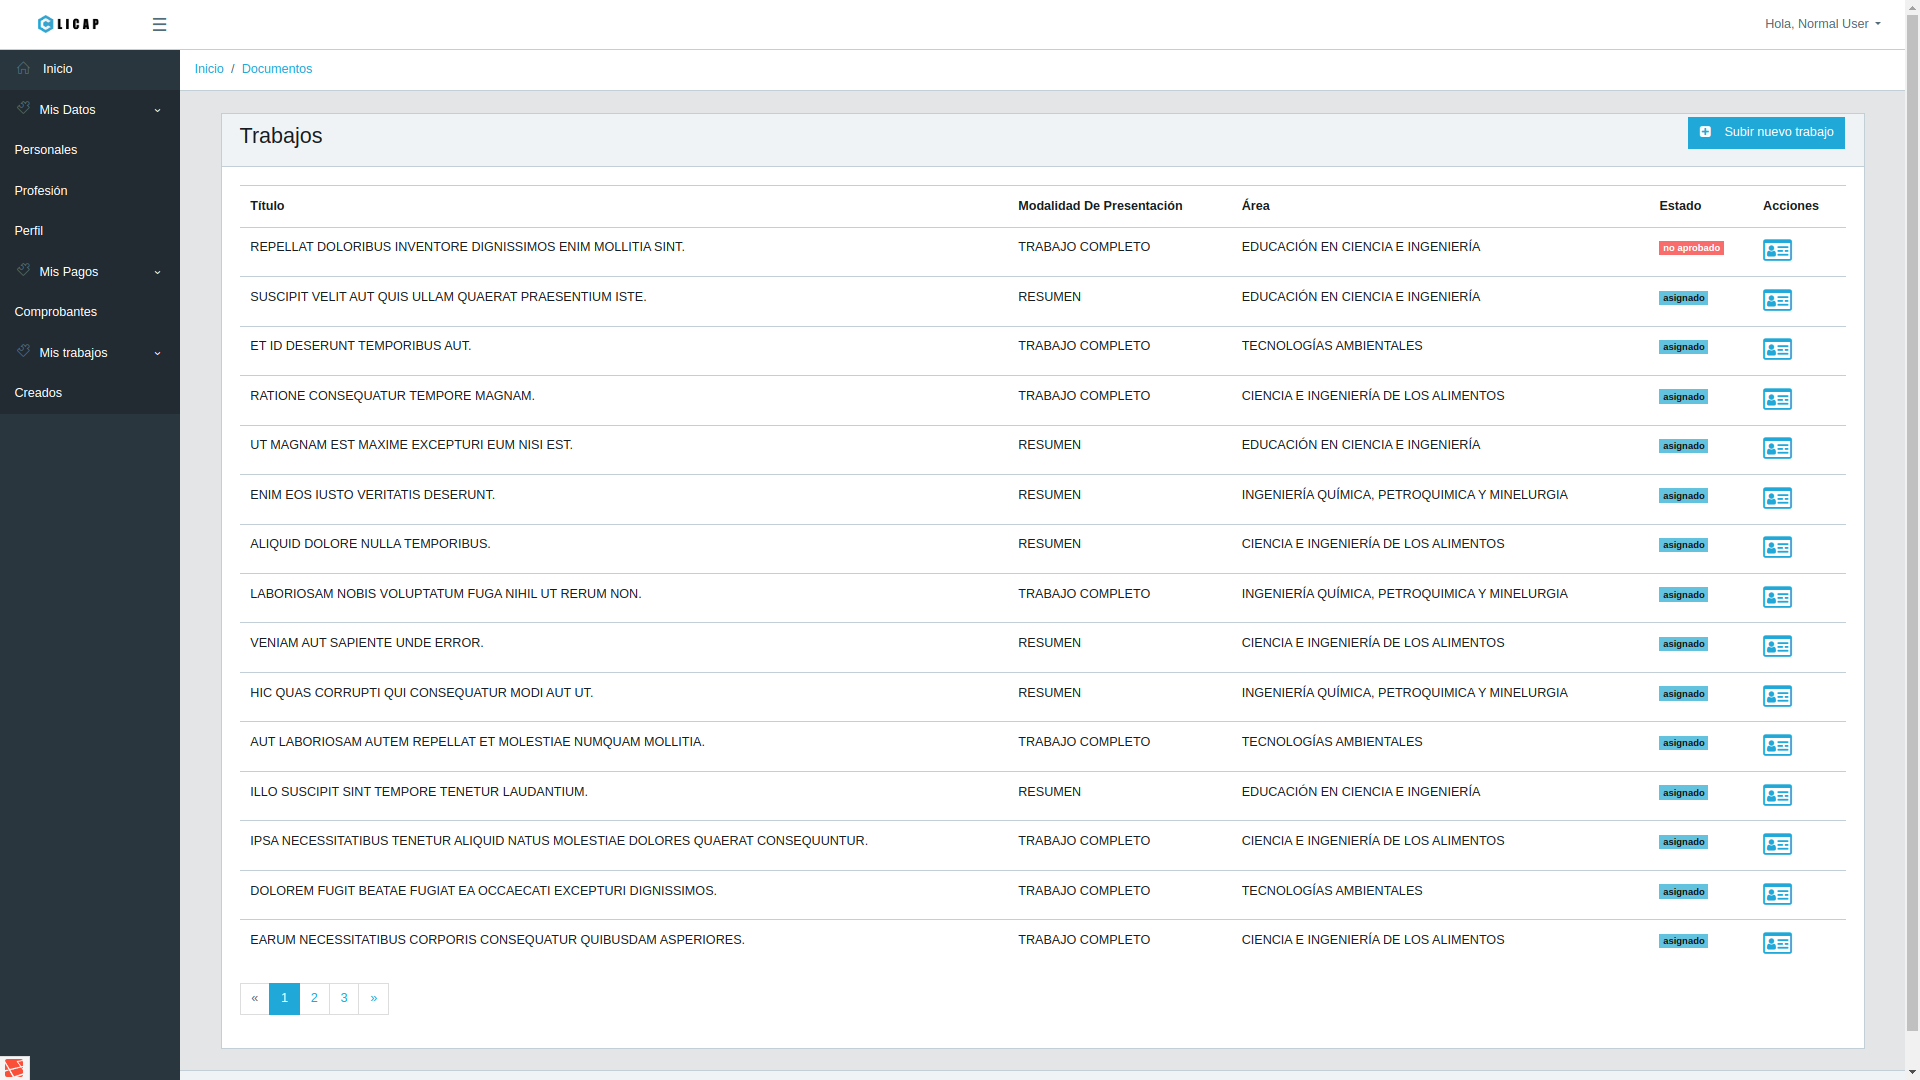 CLICAP
Hola, Normal User
Inicio
Mis Datos
Personales
Profesión
Perfil
Mis Pagos
Comprobantes
Mis trabajos
Creados
Inicio / Documentos
Trabajos
Subir nuevo trabajo
Título Modalidad De Presentación Área Estado Acciones
REPELLAT DOLORIBUS INVENTORE DIGNISSIMOS ENIM MOLLITIA SINT. TRABAJO COMPLETO EDUCACIÓN EN CIENCIA E INGENIERÍA no aprobado
SUSCIPIT VELIT AUT QUIS ULLAM QUAERAT PRAESENTIUM ISTE. RESUMEN EDUCACIÓN EN CIENCIA E INGENIERÍA asignado
ET ID DESERUNT TEMPORIBUS AUT. TRABAJO COMPLETO TECNOLOGÍAS AMBIENTALES asignado
RATIONE CONSEQUATUR TEMPORE MAGNAM. TRABAJO COMPLETO CIENCIA E INGENIERÍA DE LOS ALIMENTOS asignado
UT MAGNAM EST MAXIME EXCEPTURI EUM NISI EST. RESUMEN EDUCACIÓN EN CIENCIA E INGENIERÍA asignado
ENIM EOS IUSTO VERITATIS DESERUNT. RESUMEN INGENIERÍA QUÍMICA, PETROQUIMICA Y MINELURGIA asignado
ALIQUID DOLORE NULLA TEMPORIBUS. RESUMEN CIENCIA E INGENIERÍA DE LOS ALIMENTOS asignado
LABORIOSAM NOBIS VOLUPTATUM FUGA NIHIL UT RERUM NON. TRABAJO COMPLETO INGENIERÍA QUÍMICA, PETROQUIMICA Y MINELURGIA asignado
VENIAM AUT SAPIENTE UNDE ERROR. RESUMEN CIENCIA E INGENIERÍA DE LOS ALIMENTOS asignado
HIC QUAS CORRUPTI QUI CONSEQUATUR MODI AUT UT. RESUMEN INGENIERÍA QUÍMICA, PETROQUIMICA Y MINELURGIA asignado
AUT LABORIOSAM AUTEM REPELLAT ET MOLESTIAE NUMQUAM MOLLITIA. TRABAJO COMPLETO TECNOLOGÍAS AMBIENTALES asignado
ILLO SUSCIPIT SINT TEMPORE TENETUR LAUDANTIUM. RESUMEN EDUCACIÓN EN CIENCIA E INGENIERÍA asignado
IPSA NECESSITATIBUS TENETUR ALIQUID NATUS MOLESTIAE DOLORES QUAERAT CONSEQUUNTUR. TRABAJO COMPLETO CIENCIA E INGENIERÍA DE LOS ALIMENTOS asignado
DOLOREM FUGIT BEATAE FUGIAT EA OCCAECATI EXCEPTURI DIGNISSIMOS. TRABAJO COMPLETO TECNOLOGÍAS AMBIENTALES asignado
EARUM NECESSITATIBUS CORPORIS CONSEQUATUR QUIBUSDAM ASPERIORES. TRABAJO COMPLETO CIENCIA E INGENIERÍA DE LOS ALIMENTOS asignado
« 1 2 3 »